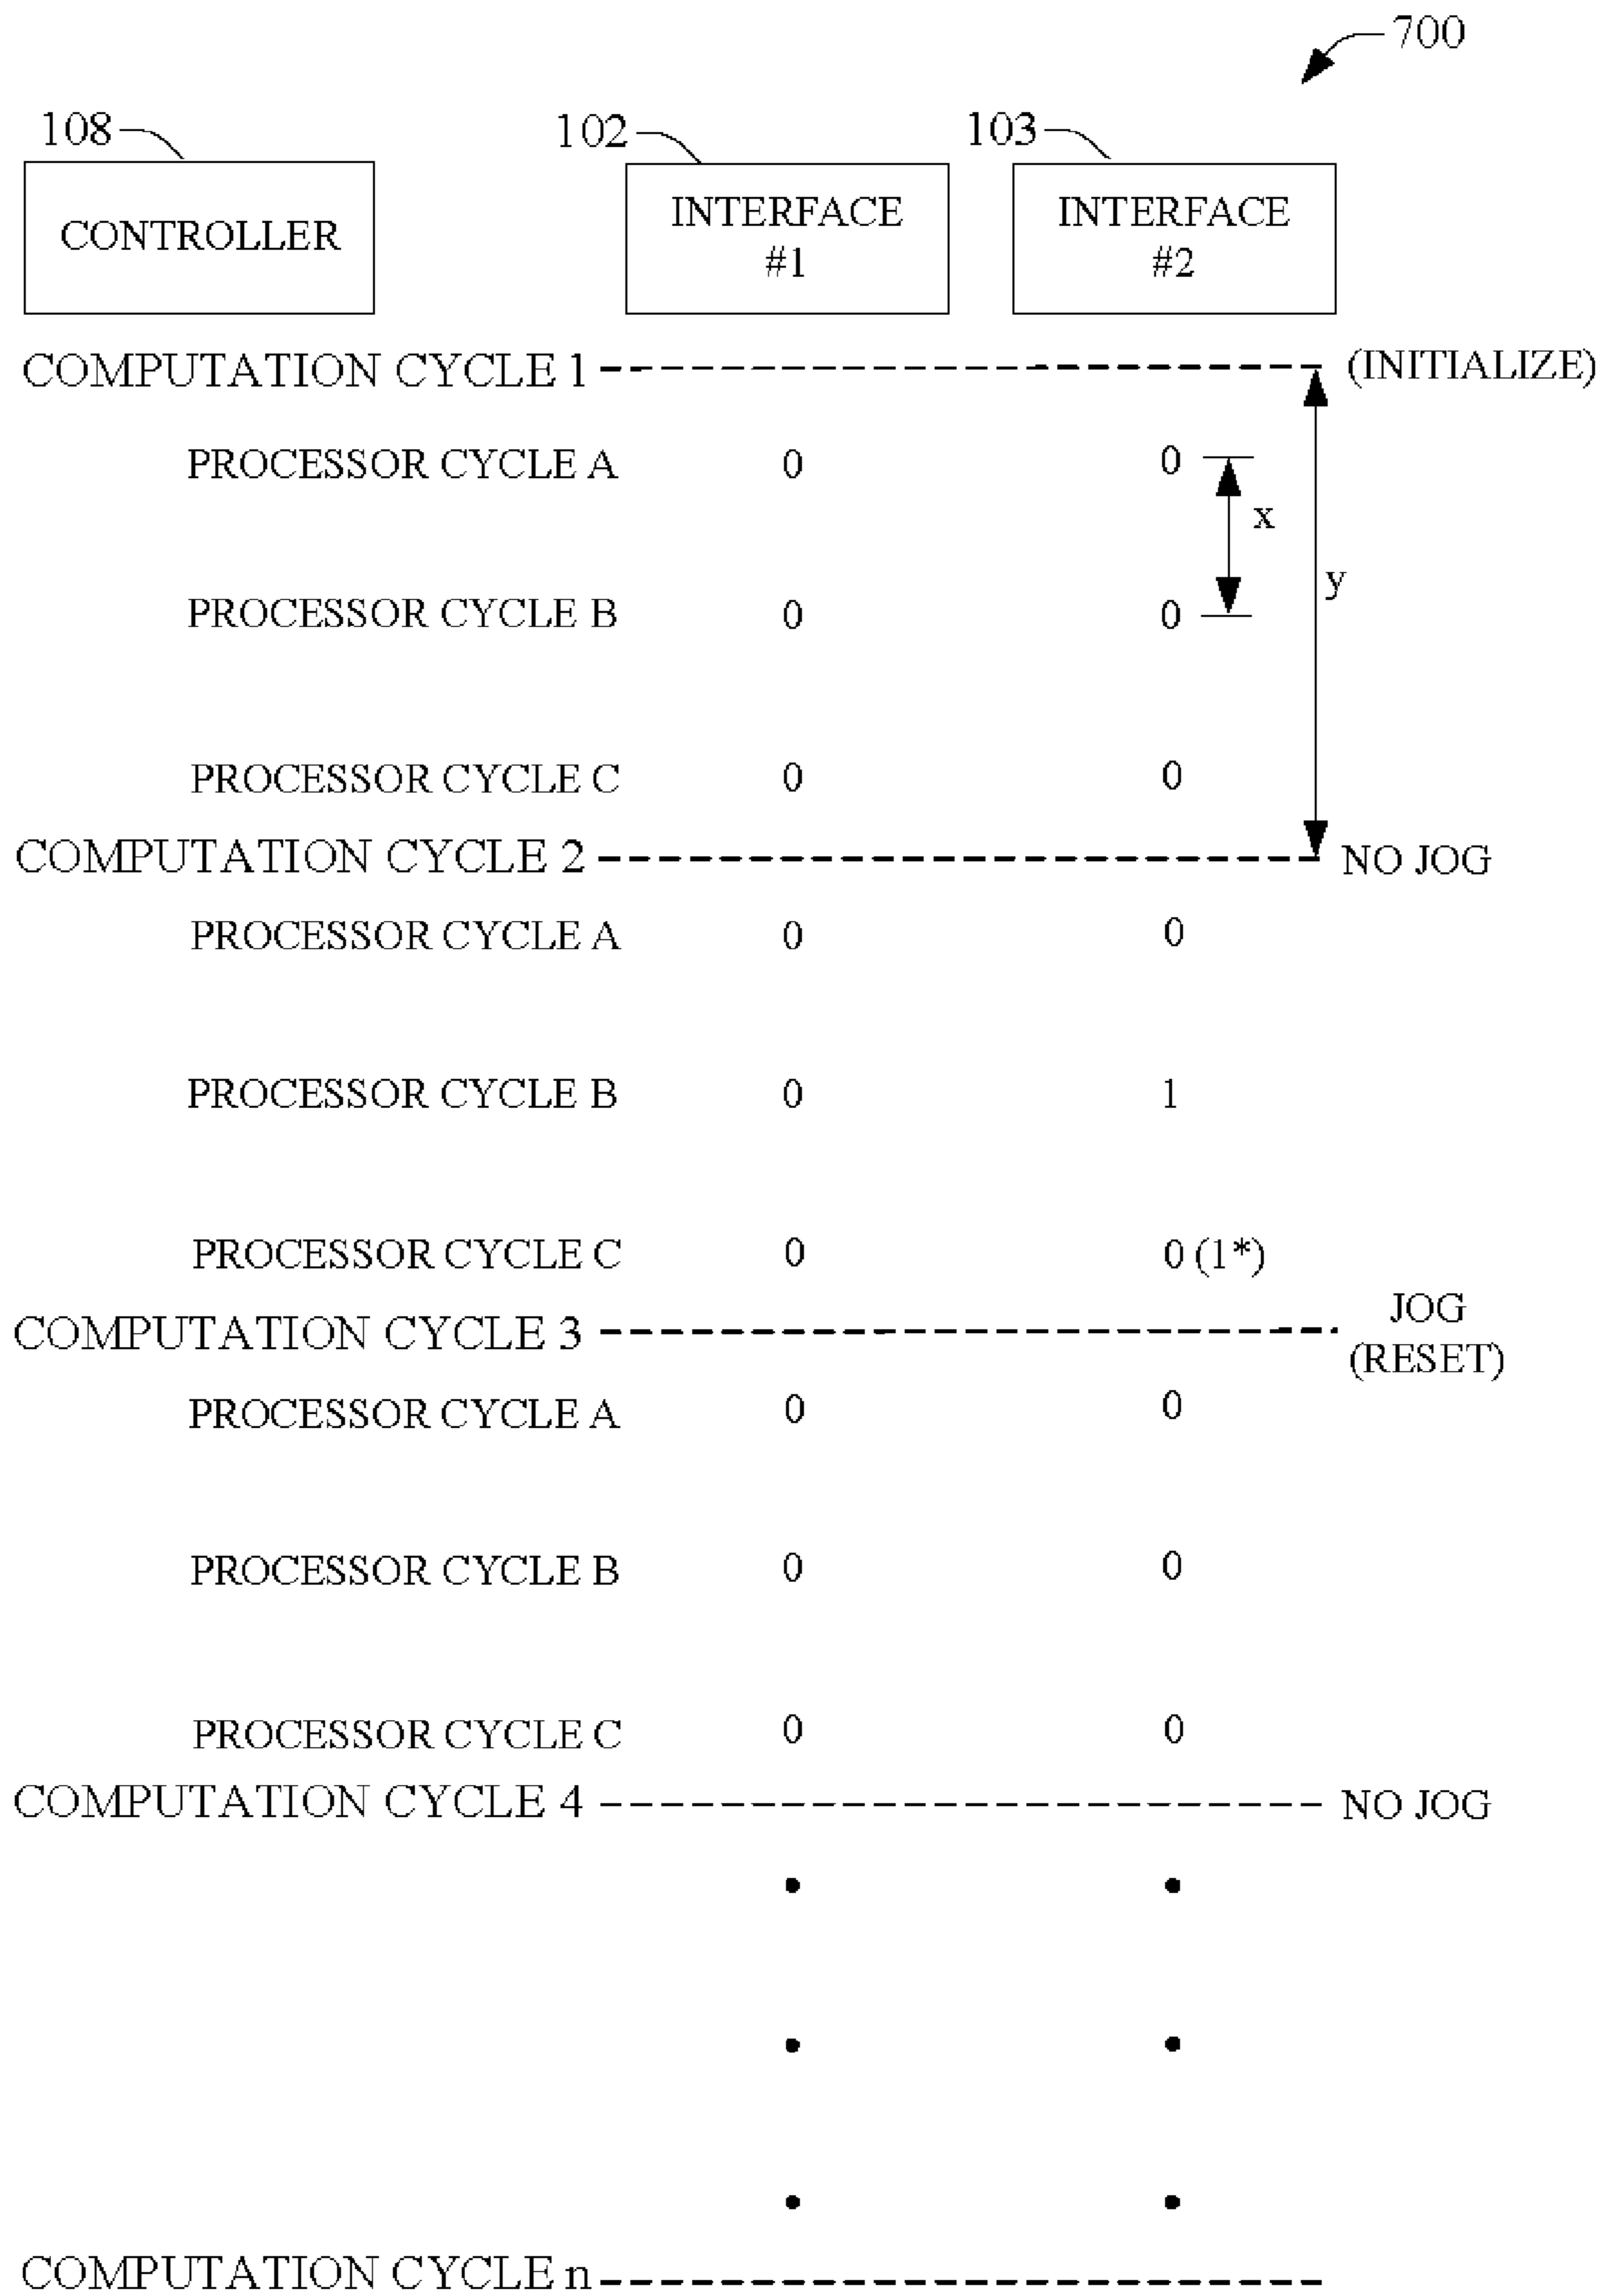 700
108
102
103
CONTROLLER
INTERFACE
#1
INTERFACE
#2
COMPUTATION CYCLE 1 (INITIALIZE)
PROCESSOR CYCLE A 0 0
x
PROCESSOR CYCLE B 0 0
y
PROCESSOR CYCLE C 0 0
COMPUTATION CYCLE 2 NO JOG
PROCESSOR CYCLE A 0 0
PROCESSOR CYCLE B 0 1
PROCESSOR CYCLE C 0 0 (1*)
COMPUTATION CYCLE 3 JOG
(RESET)
PROCESSOR CYCLE A 0 0
PROCESSOR CYCLE B 0 0
PROCESSOR CYCLE C 0 0
COMPUTATION CYCLE 4 NO JOG
COMPUTATION CYCLE n